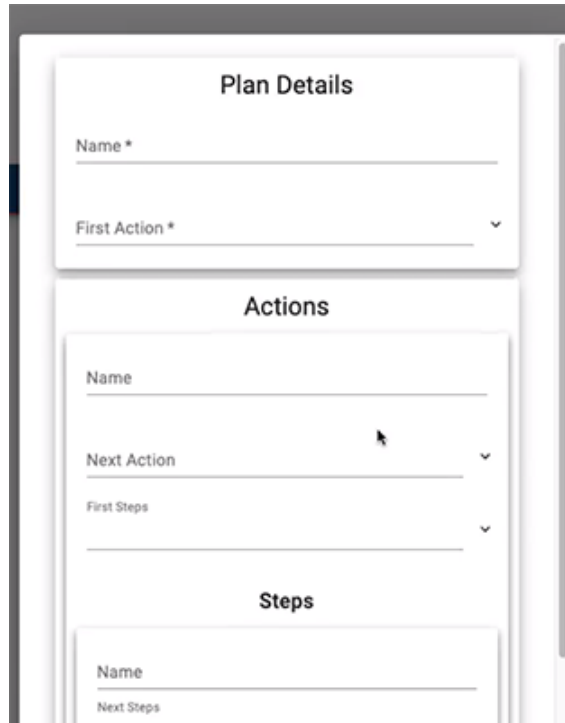 Plan Details
Name *
First Action *
Actions
Name
Next Action
First Steps
Steps
Name
Next Steps